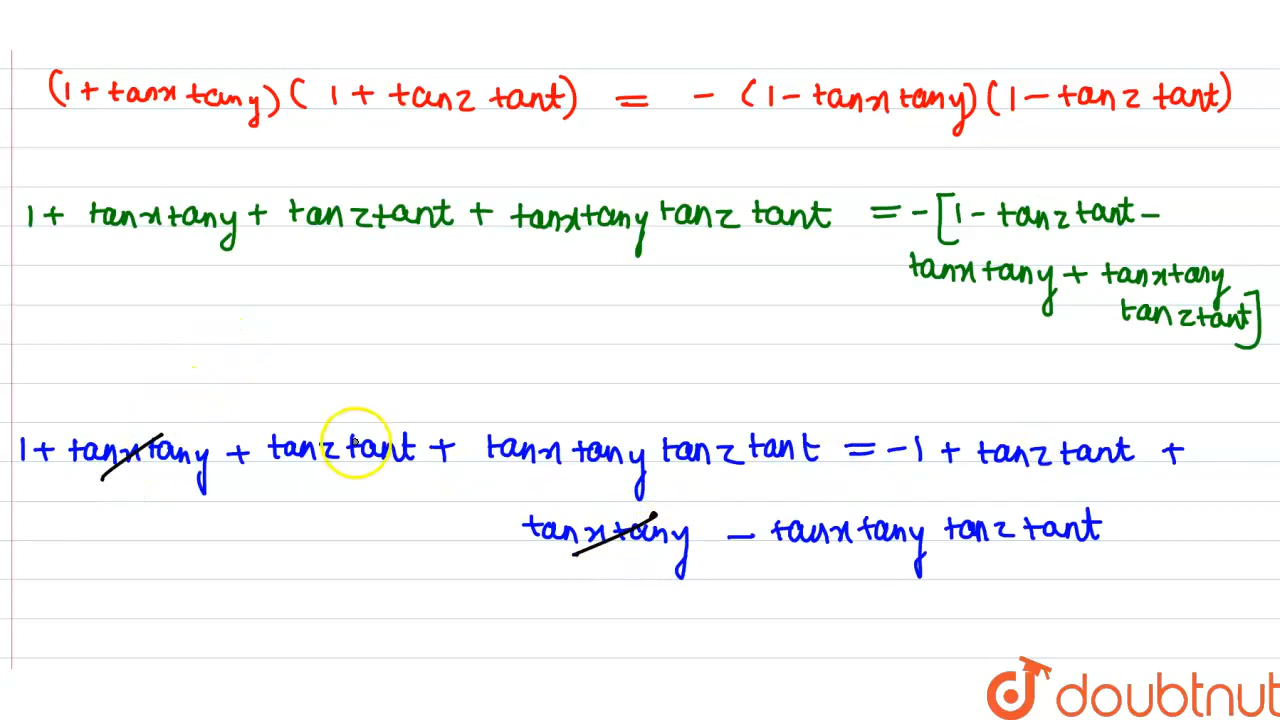 (1 + tanx tany) ( 1 + tanz tant) = - (1 - tanx tany) (1 - tanz tant)
1 + tanx tany + tanz tant + tanx tany tanz tant = - [1 - tanz tant -
tanx tany + tanx tany
tanz tant]
1 + tanx tany + tanz tant + tanx tany tanz tant = -1 + tanz tant +
tanx tany - tanx tany tanz tant
doubtnut